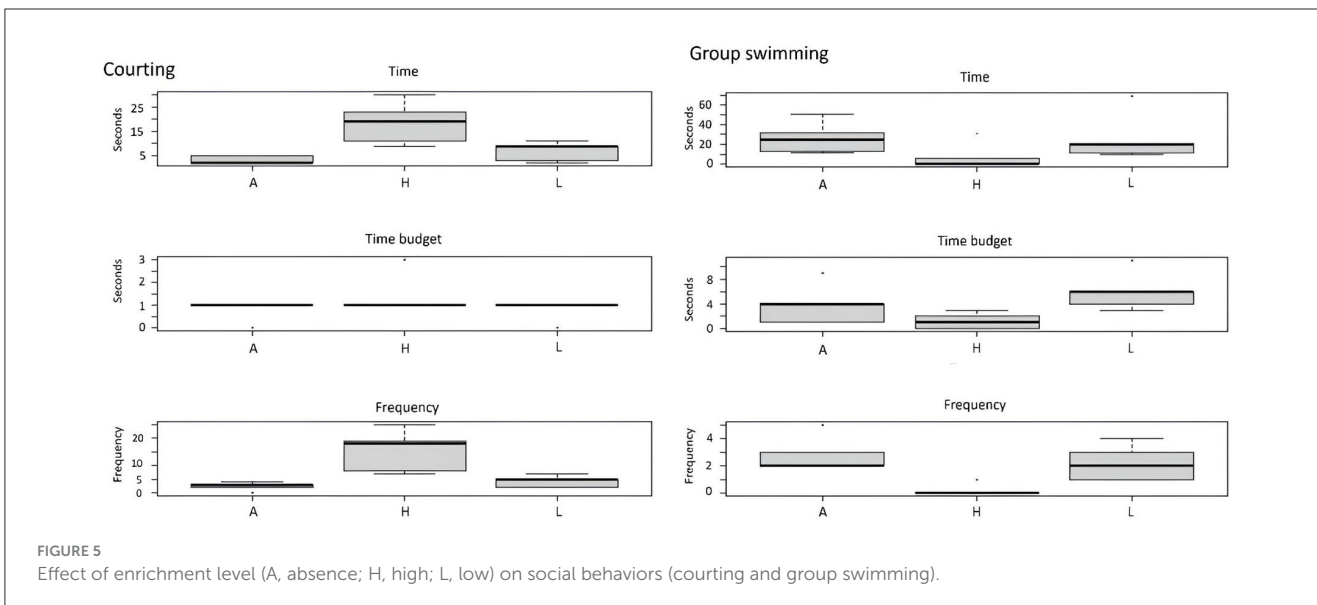 Courting
Time
Seconds
25
15
5
A H L
Time budget
Seconds
3
2
1
0
A H L
Frequency
Frequency
20
10
5
0
A H L
Group swimming
Time
Seconds
60
40
20
0
A H L
Time budget
Seconds
8
4
0
A H L
Frequency
Frequency
4
2
0
A H L
FIGURE 5
Effect of enrichment level (A, absence; H, high; L, low) on social behaviors (courting and group swimming).